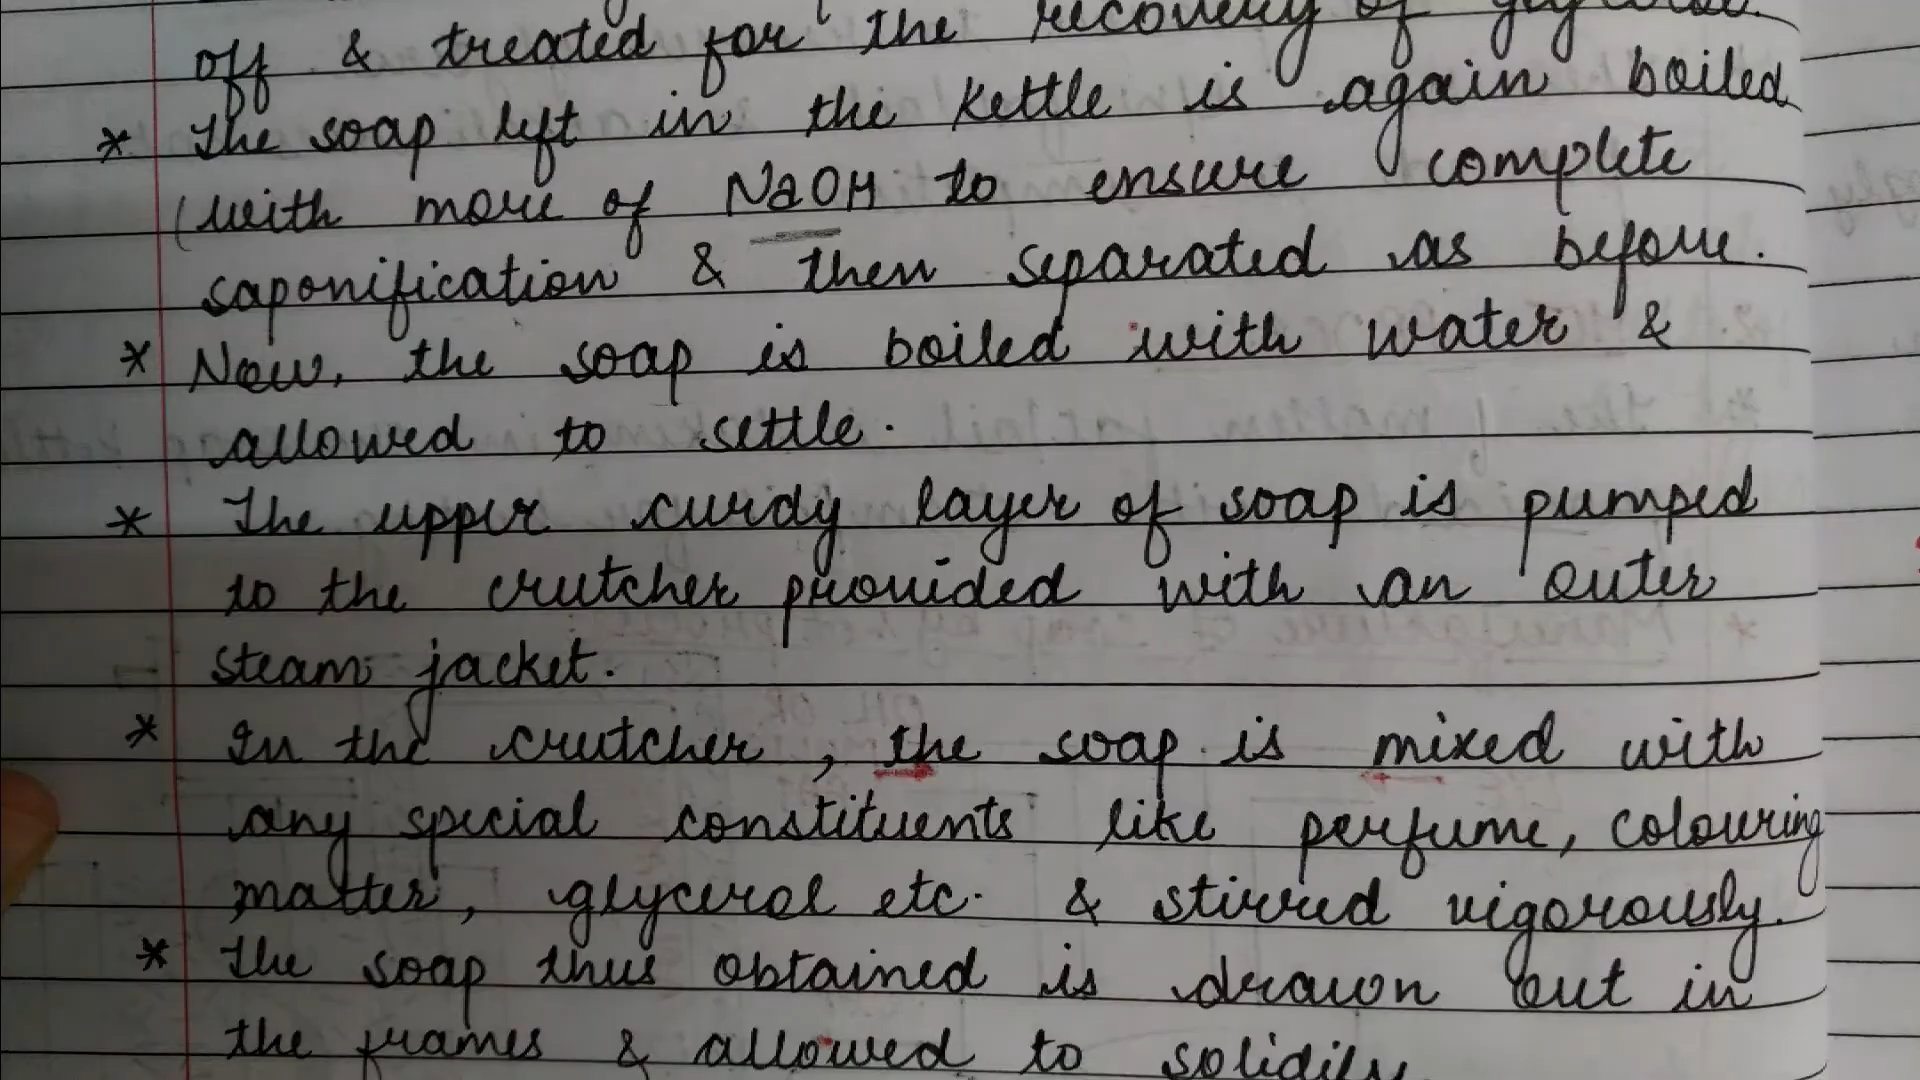 off & treated for the recovery of glycerol.
* The soap left in the kettle is again boiled
(with more of NaOH to ensure complete
saponification & then separated as before.
* Now, the soap is boiled with water &
allowed to settle.
* The upper curdy layer of soap is pumped
to the crutcher provided with an outer
steam jacket.
* In the crutcher, the soap is mixed with
any special constituents like perfume, colouring
matter, glycerol etc. & stirred vigorously.
* The soap thus obtained is drawn out in
the frames & allowed to solidify